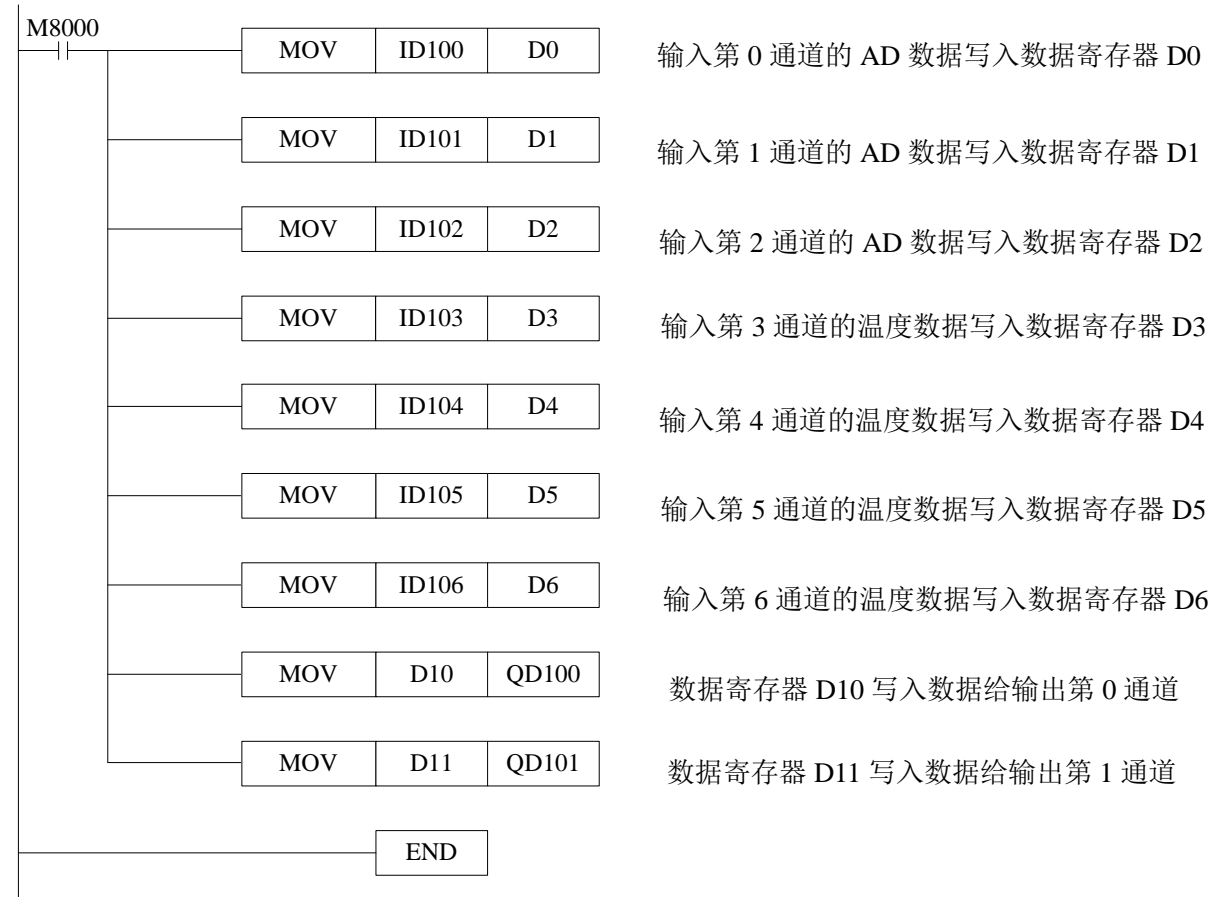 M8000
MOV ID100 D0 输入第 0 通道的 AD 数据写入数据寄存器 D0
MOV ID101 D1 输入第 1 通道的 AD 数据写入数据寄存器 D1
MOV ID102 D2 输入第 2 通道的 AD 数据写入数据寄存器 D2
MOV ID103 D3 输入第 3 通道的温度数据写入数据寄存器 D3
MOV ID104 D4 输入第 4 通道的温度数据写入数据寄存器 D4
MOV ID105 D5 输入第 5 通道的温度数据写入数据寄存器 D5
MOV ID106 D6 输入第 6 通道的温度数据写入数据寄存器 D6
MOV D10 QD100 数据寄存器 D10 写入数据给输出第 0 通道
MOV D11 QD101 数据寄存器 D11 写入数据给输出第 1 通道
END